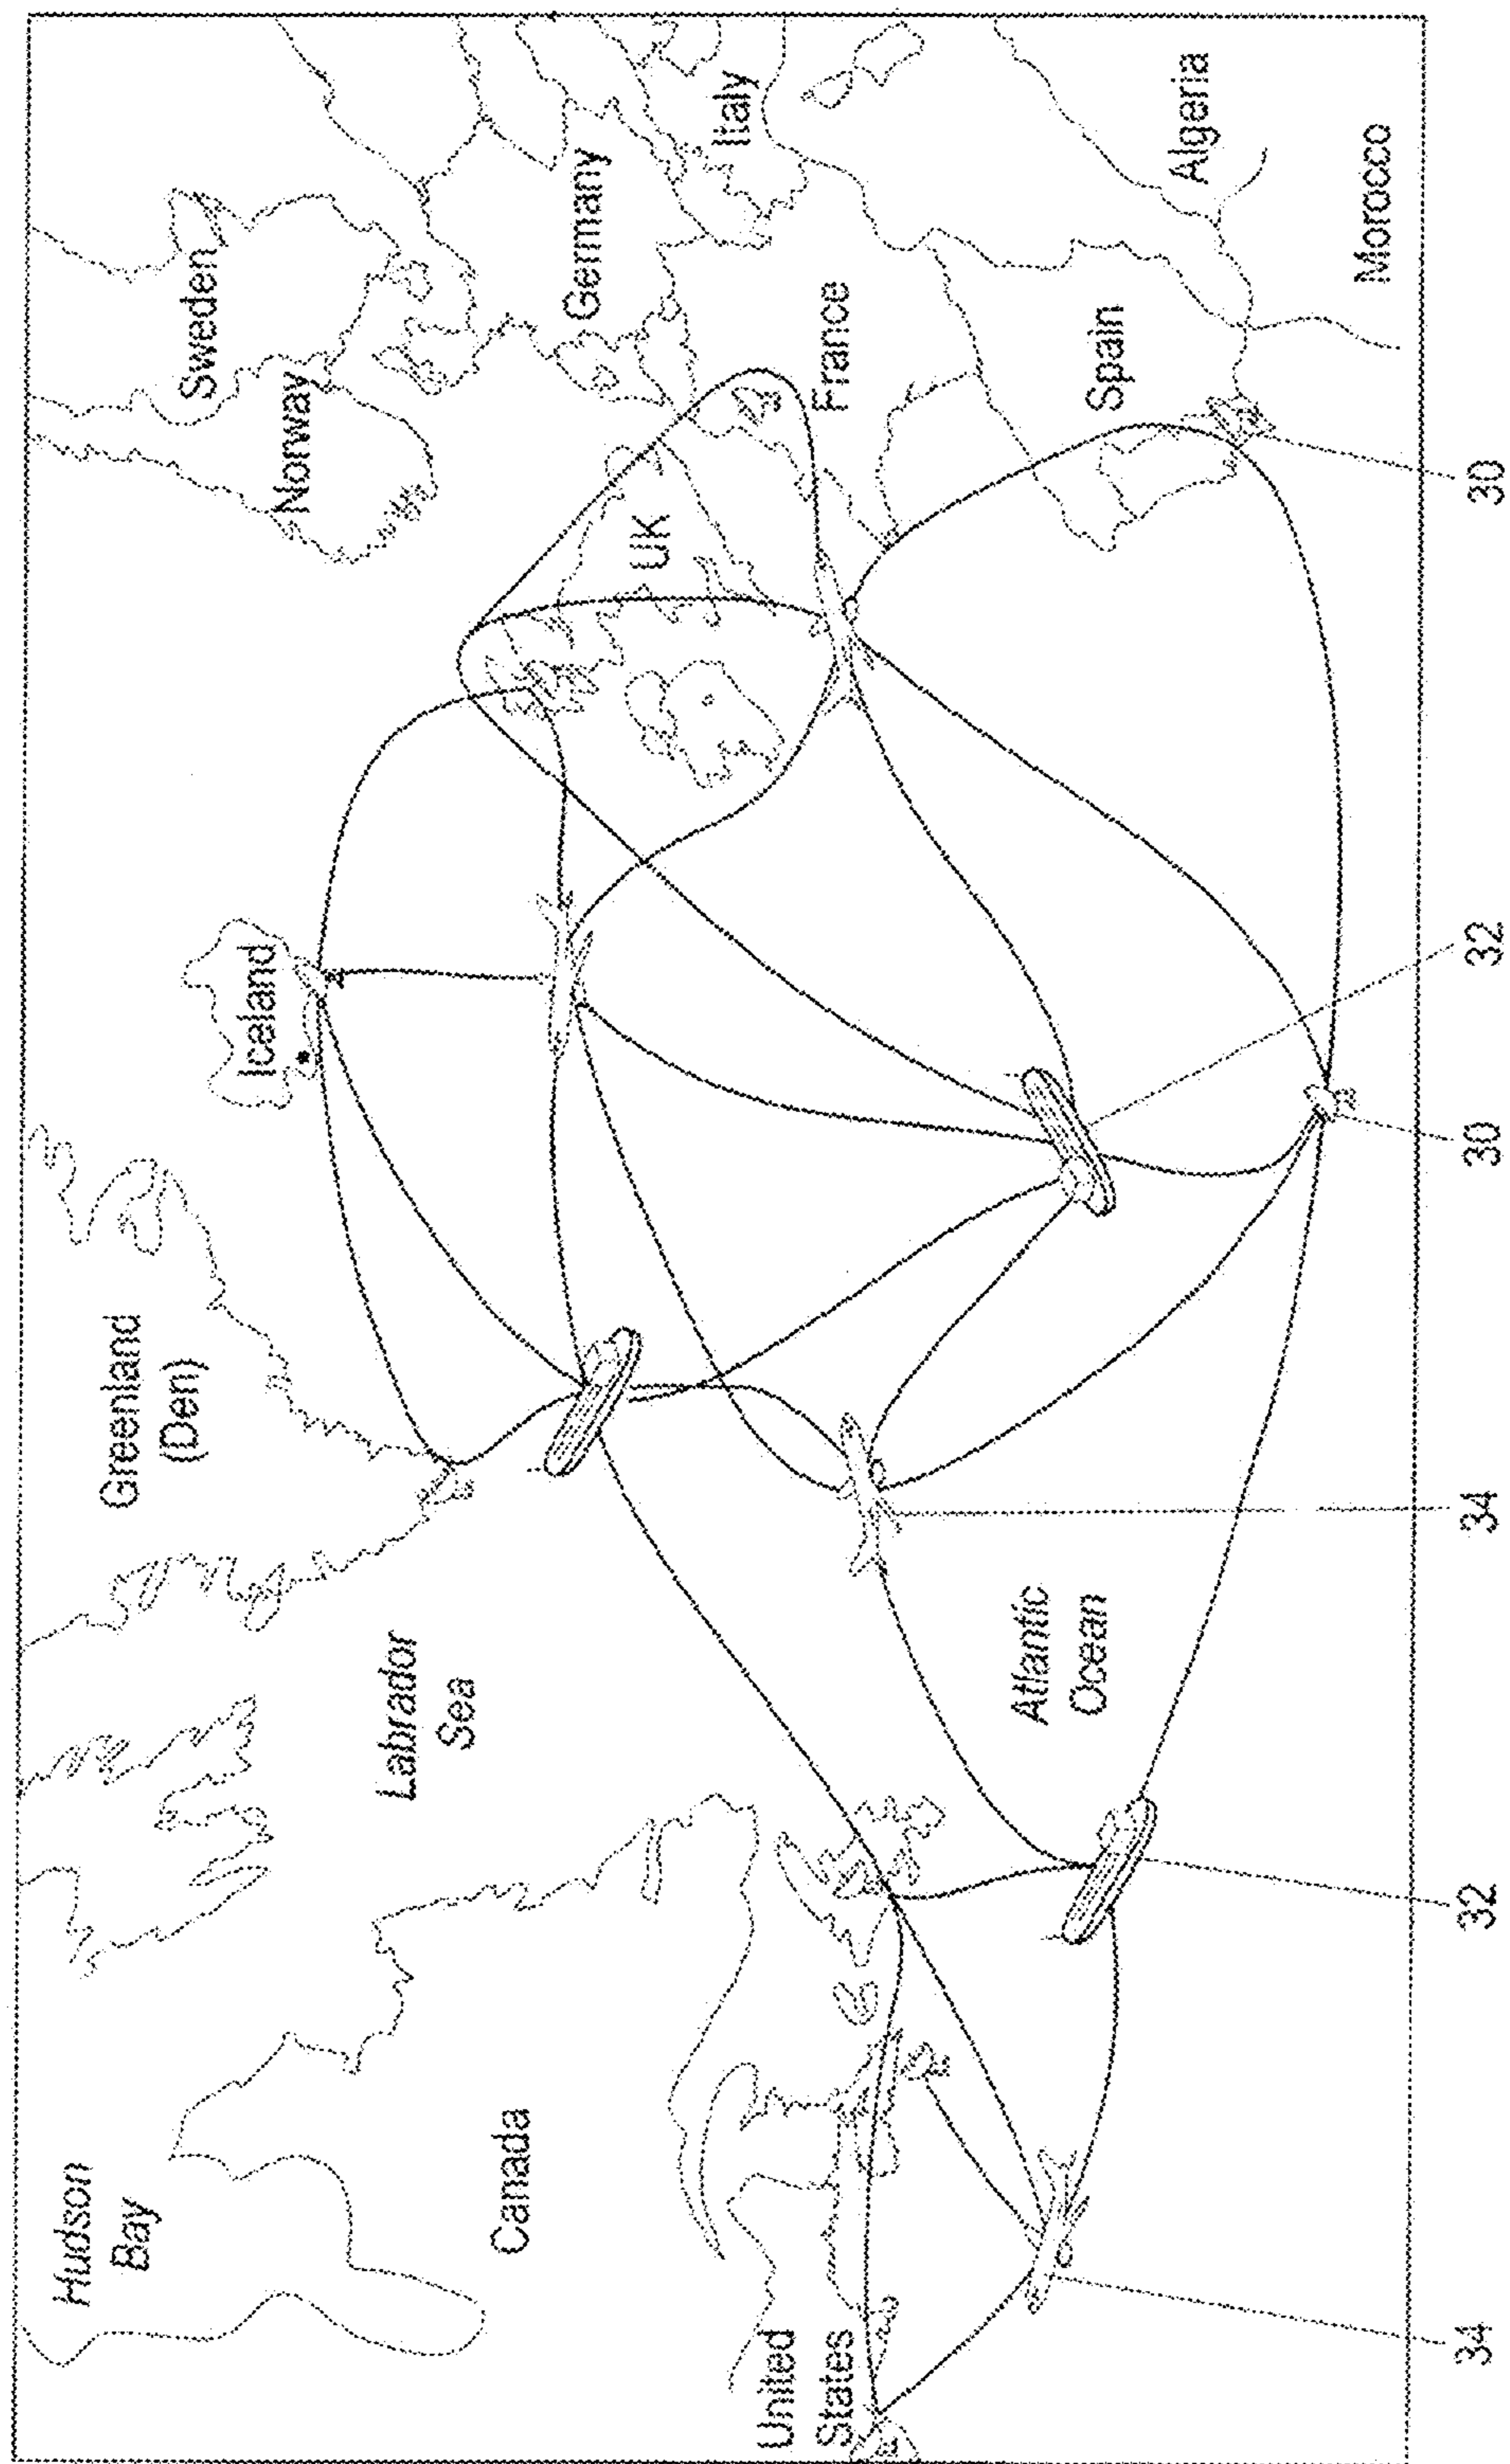 Hudson
Bay
Greenland
(Den)
Iceland
Sweden
Norway
Labrador
Sea
Canada
UK
Germany
United
States
Italy
France
Atlantic
Ocean
Spain
Algeria
Morocco
34
32
34
30
32
30